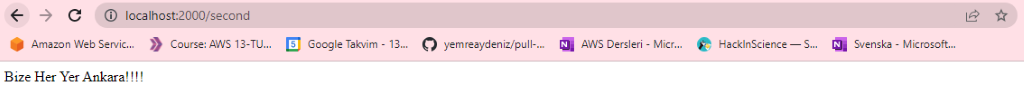 localhost:2000/second
Amazon Web Servic...
Course: AWS 13-TU...
5
Google Takvim - 13...
yemreaydeniz/pull-...
N
AWS Dersleri - Micr...
HackInScience — S...
N
Svenska - Microsoft...
Bize Her Yer Ankara!!!!